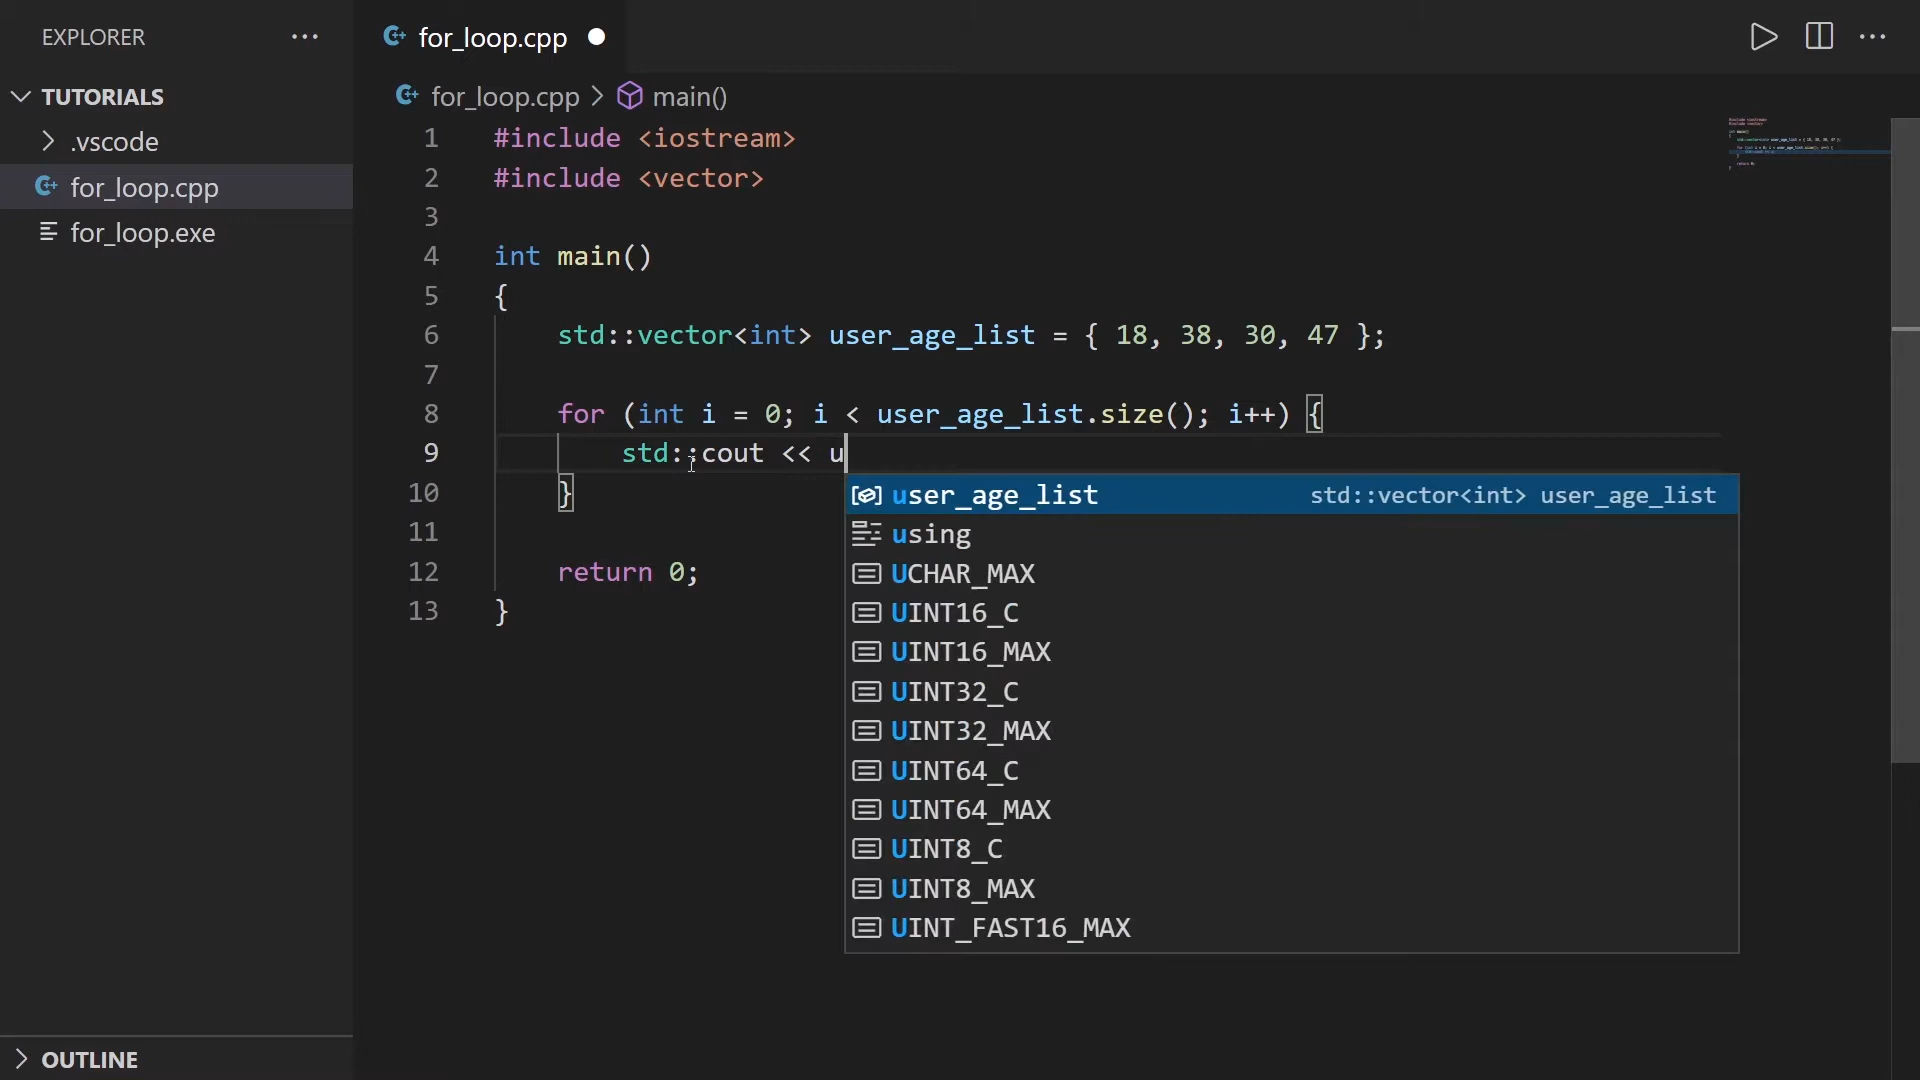 EXPLORER
TUTORIALS
.vscode
for_loop.cpp
for_loop.exe
OUTLINE
for_loop.cpp
for_loop.cpp > main()
1 #include <iostream>
2 #include <vector>
3
4 int main()
5 {
6 std::vector<int> user_age_list = { 18, 38, 30, 47 };
7
8 for (int i = 0; i < user_age_list.size(); i++) {
9 std::cout << u
10 }
11
12 return 0;
13 }
user_age_list std::vector<int> user_age_list
using
UCHAR_MAX
UINT16_C
UINT16_MAX
UINT32_C
UINT32_MAX
UINT64_C
UINT64_MAX
UINT8_C
UINT8_MAX
UINT_FAST16_MAX